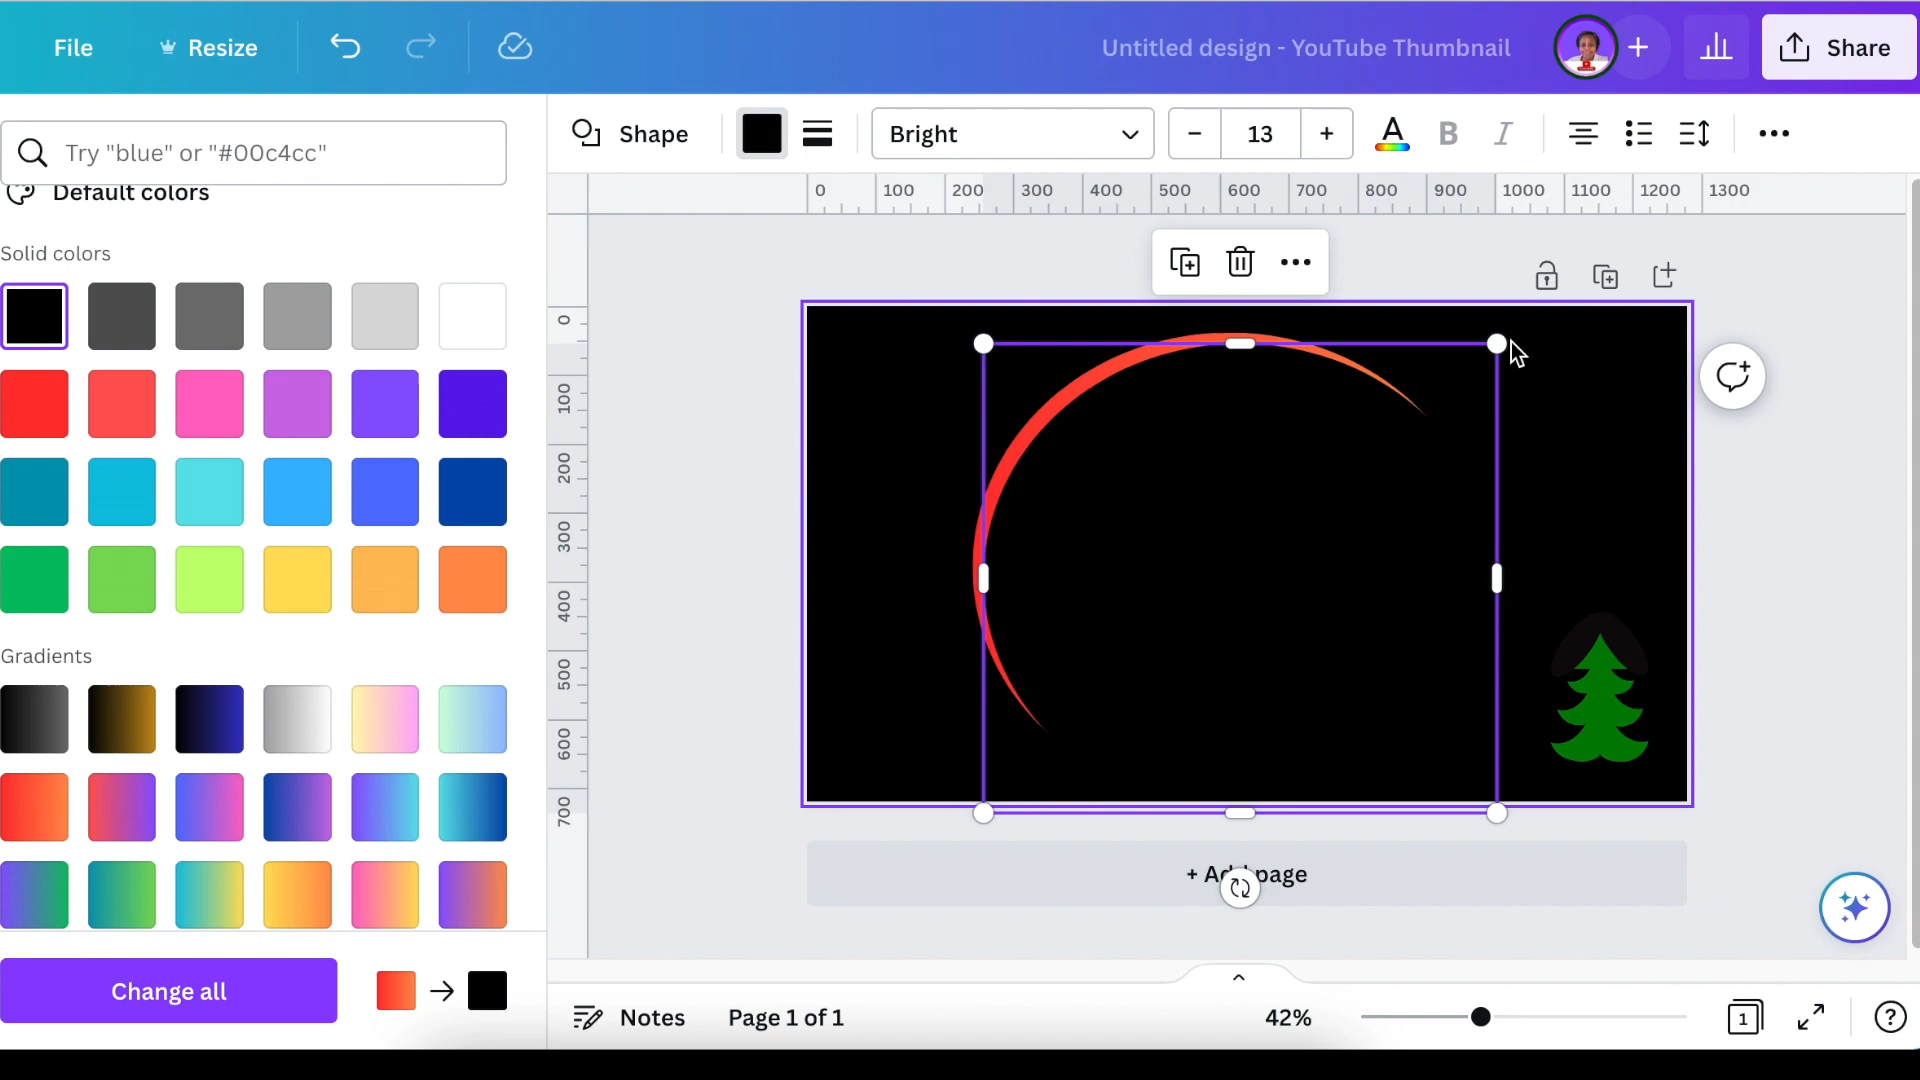 File
Resize
Untitled design - YouTube Thumbnail
Share
Try "blue" or "#00c4cc"
Shape
Bright
13
A
B
I
Default colors
Solid colors
Gradients
Change all
0 100 200 300 400 500 600 700 800 900 1000 1100 1200 1300
0
100
200
300
400
500
600
700
Notes
Page 1 of 1
42%
1
?